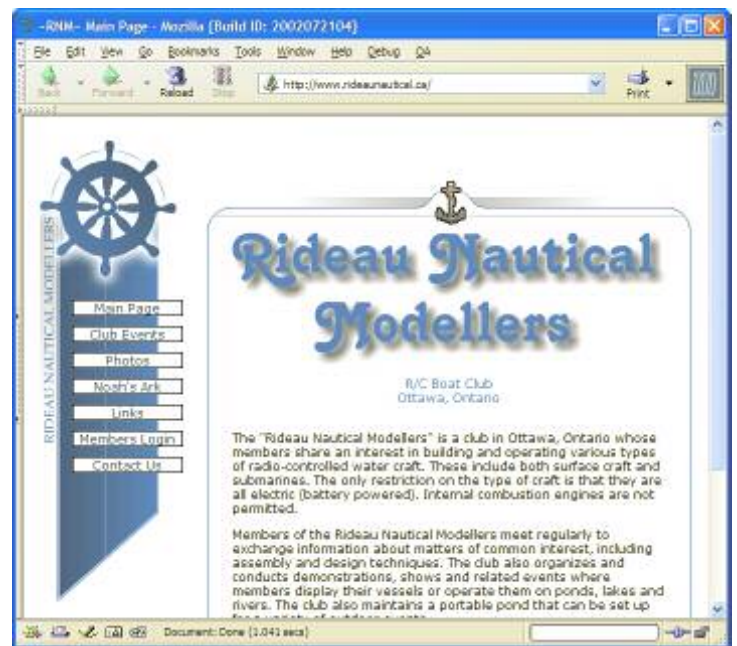 -RNM- Main Page - Mozilla {Build ID: 2002072104}
File Edit View Go Bookmarks Tools Window Help Debug QA
Back Forward Reload Stop http://www.rideaunautical.ca/ Print
RIDEAU NAUTICAL MODELLERS
Main Page
Club Events
Photos
Noah's Ark
Links
Members Login
Contact Us
Rideau Nautical
Modellers
R/C Boat Club
Ottawa, Ontario
The "Rideau Nautical Modellers" is a club in Ottawa, Ontario whose
members share an interest in building and operating various types
of radio-controlled water craft. These include both surface craft and
submarines. The only restriction on the type of craft is that they are
all electric (battery powered). Internal combustion engines are not
permitted.
Members of the Rideau Nautical Modellers meet regularly to
exchange information about matters of common interest, including
assembly and design techniques. The club also organizes and
conducts demonstrations, shows and related events where
members display their vessels or operate them on ponds, lakes and
rivers. The club also maintains a portable pond that can be set up
for a variety of outdoor events.
Document: Done (1.041 secs)